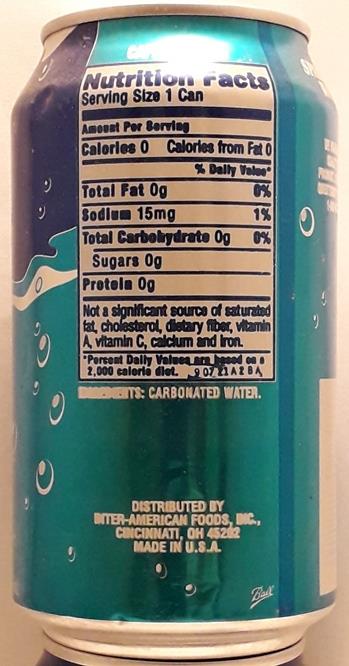 Nutrition Facts
Serving Size 1 Can
Amount Per Serving
Calories 0 Calories from Fat 0
% Daily Value*
Total Fat 0g 0%
Sodium 15mg 1%
Total Carbohydrate 0g 0%
Sugars 0g
Protein 0g
Not a significant source of saturated
fat, cholesterol, dietary fiber, vitamin
A, vitamin C, calcium and iron.
*Percent Daily Values are based on a
2,000 calorie diet. 90721A2BA
INGREDIENTS: CARBONATED WATER.
DISTRIBUTED BY
INTER-AMERICAN FOODS, INC.,
CINCINNATI, OH 45202
MADE IN U.S.A.
Ball